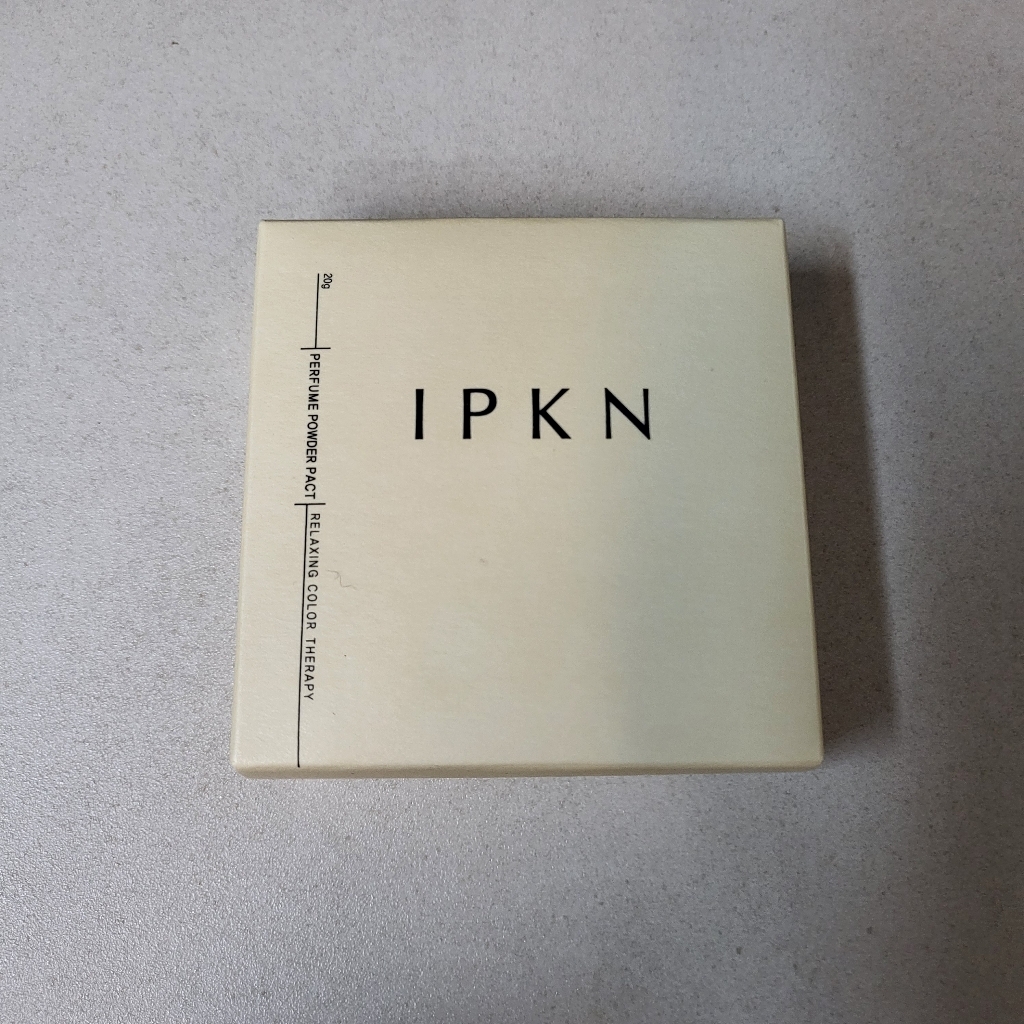 IPKN
20g
PERFUME POWDER PACT
RELAXING COLOR THERAPY